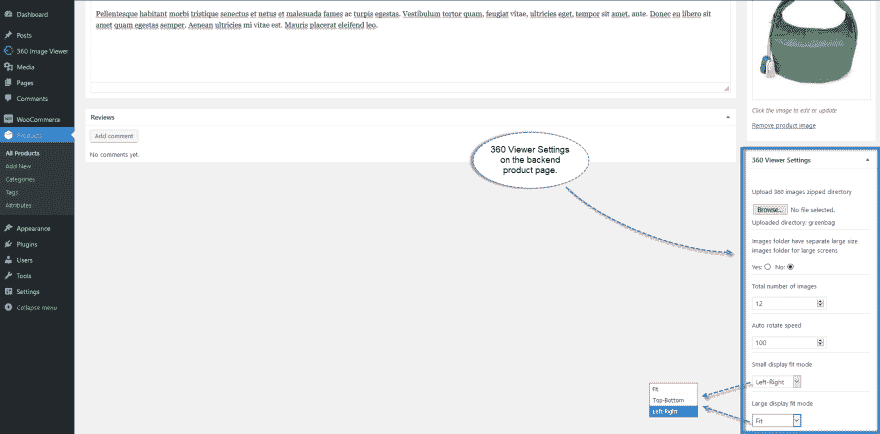 Dashboard
Posts
360 Image Viewer
Media
Pages
Comments
WooCommerce
Products
All Products
Add New
Categories
Tags
Attributes
Appearance
Plugins
Users
Tools
Settings
Collapse menu
Pellentesque habitant morbi tristique senectus et netus et malesuada fames ac turpis egestas. Vestibulum tortor quam, feugiat vitae, ultricies eget, tempor sit amet, ante. Donec eu libero sit
amet quam egestas semper. Aenean ultricies mi vitae est. Mauris placerat eleifend leo.
Reviews
Add comment
No comments yet.
360 Viewer Settings
on the backend
product page.
Click the image to edit or update
Remove product image
360 Viewer Settings
Upload 360 images zipped directory
Browse... No file selected.
Uploaded directory: greenbag
Images folder have separate large size
images folder for large screens
Yes: No:
Total number of images
12
Auto rotate speed
100
Small display fit mode
Left-Right
Large display fit mode
Fit
Fit
Top-Bottom
Left-Right